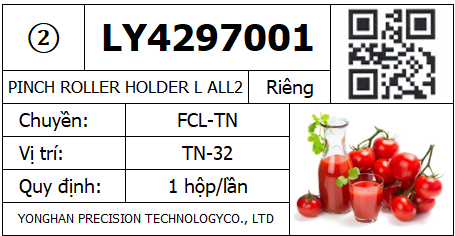 ②
LY4297001
PINCH ROLLER HOLDER L ALL2
Riêng
Chuyền:
FCL-TN
Vị trí:
TN-32
Quy định:
1 hộp/lần
YONGHAN PRECISION TECHNOLOGYCO., LTD